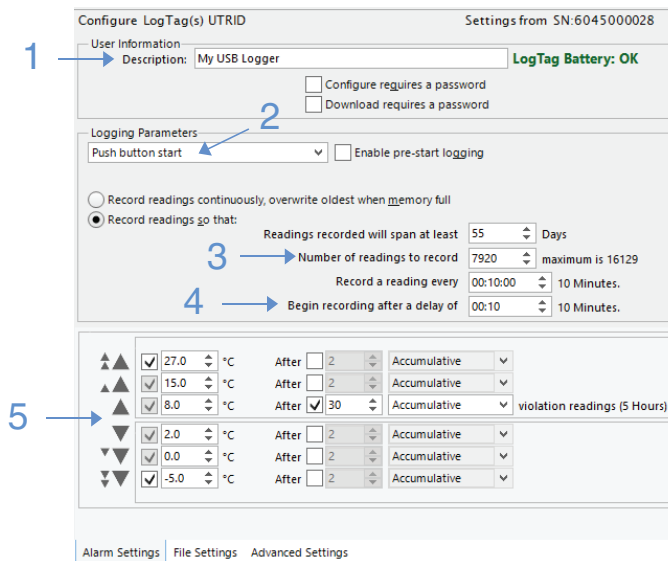 Configure LogTag(s) UTRID Settings from SN:6045000028
User Information
1 Description: My USB Logger LogTag Battery: OK
Configure requires a password
Download requires a password
2
Logging Parameters
Push button start Enable pre-start logging
Record readings continuously, overwrite oldest when memory full
Record readings so that:
Readings recorded will span at least 55 Days
3 Number of readings to record 7920 maximum is 16129
Record a reading every 00:10:00 10 Minutes.
4 Begin recording after a delay of 00:10 10 Minutes.
27.0 °C After 2 Accumulative
15.0 °C After 2 Accumulative
8.0 °C After 30 Accumulative violation readings (5 Hours)
5
2.0 °C After 2 Accumulative
0.0 °C After 2 Accumulative
-5.0 °C After 2 Accumulative
Alarm Settings File Settings Advanced Settings